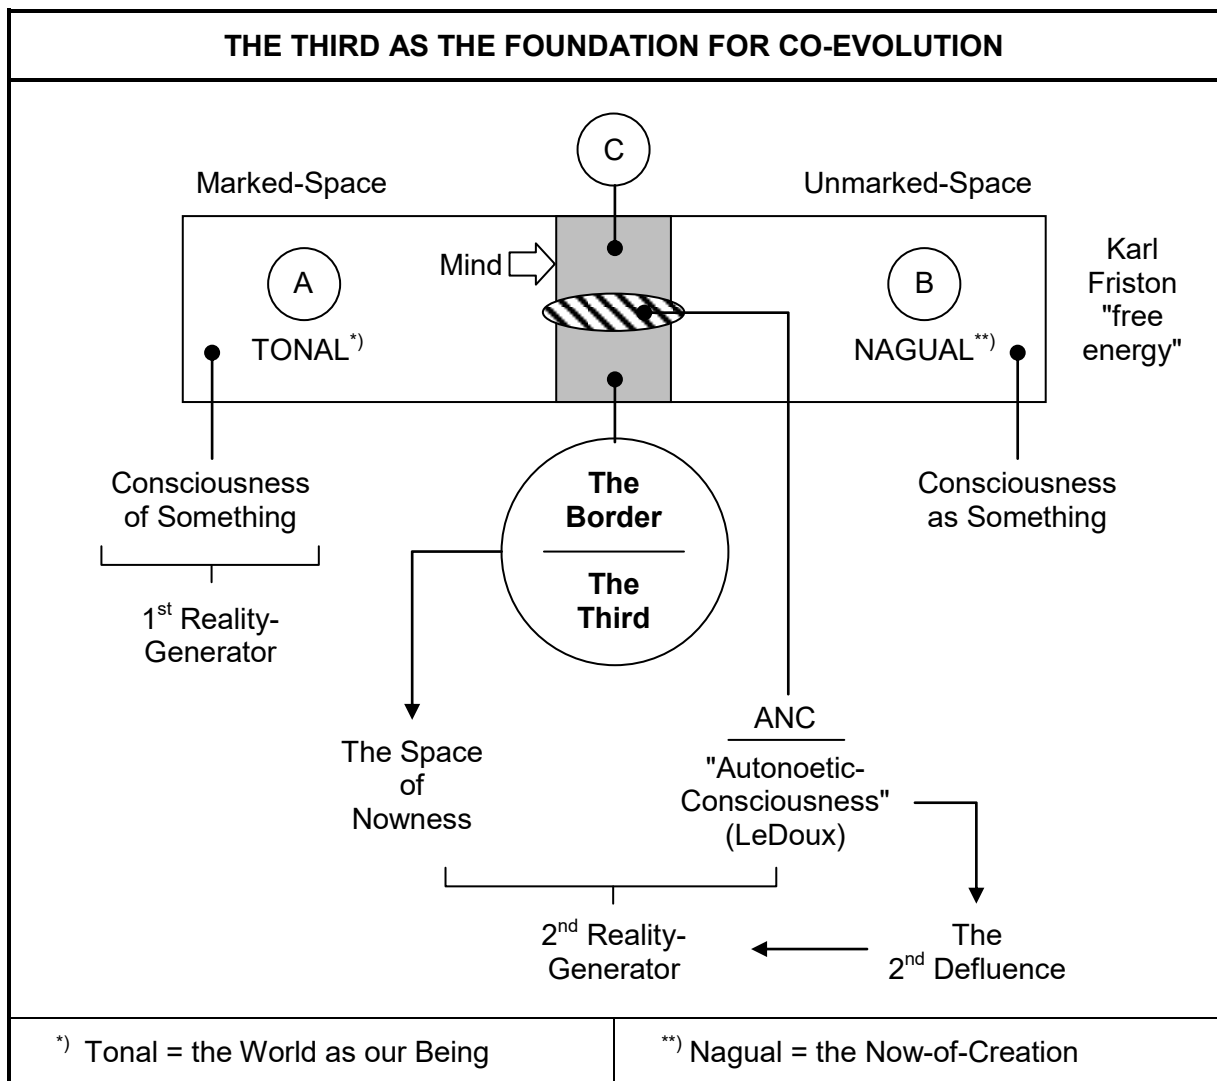 THE THIRD AS THE FOUNDATION FOR CO-EVOLUTION
C
Marked-Space
Unmarked-Space
Mind
A
TONAL*)
B
NAGUAL**)
Karl
Friston
"free
energy"
Consciousness
of Something
The
Border
The
Third
Consciousness
as Something
1st Reality-
Generator
The Space
of
Nowness
ANC
"Autonoetic-
Consciousness"
(LeDoux)
2nd Reality-
Generator
The
2nd Defluence
*) Tonal = the World as our Being
**) Nagual = the Now-of-Creation